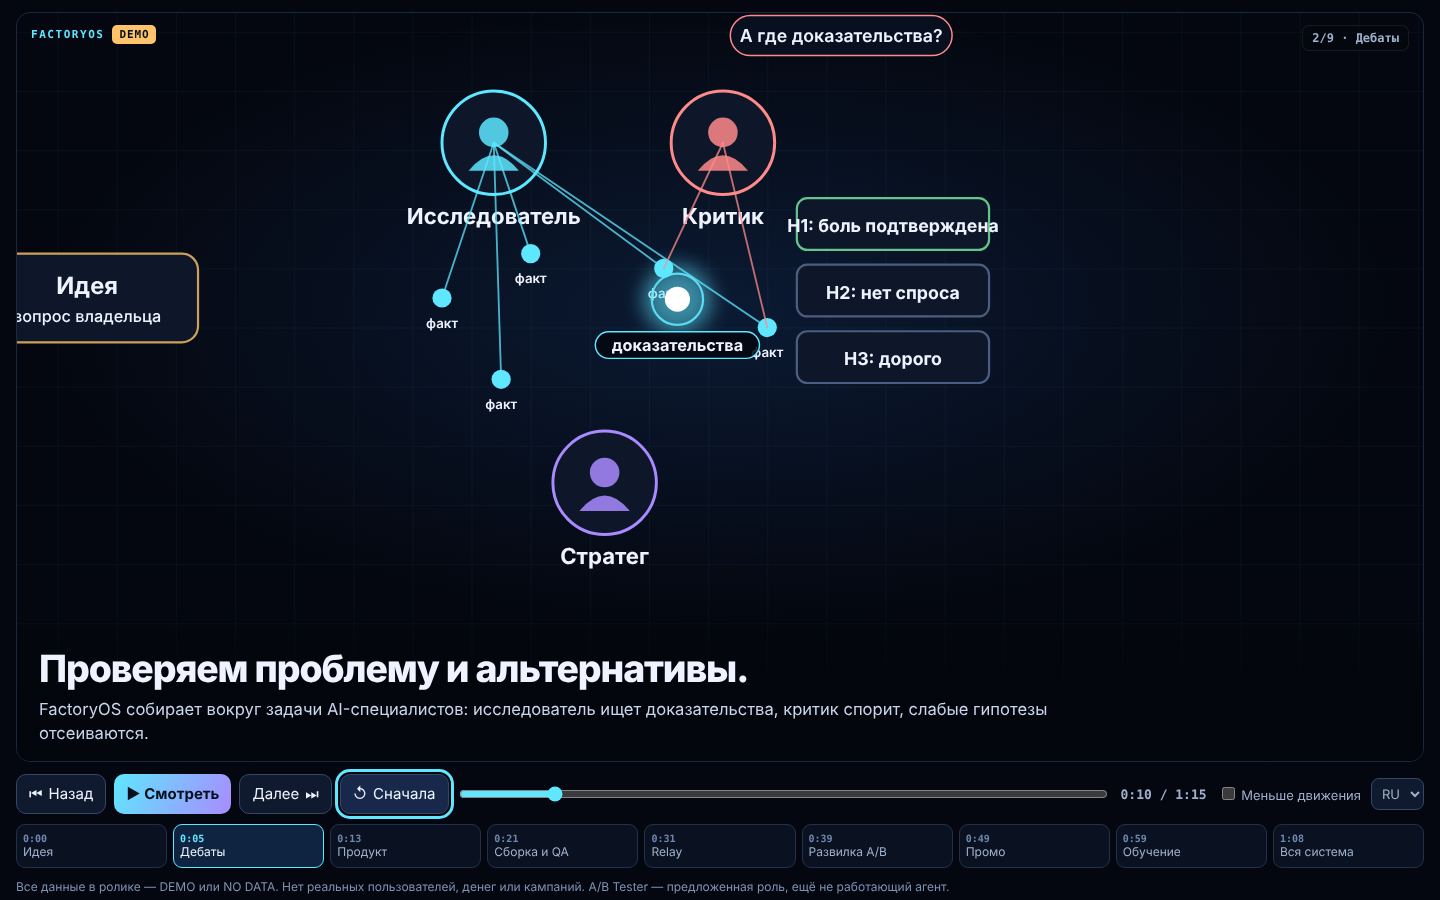 FACTORYOS DEMO
А где доказательства?
2/9 · Дебаты
Исследователь
Критик
H1: боль подтверждена
H2: нет спроса
H3: дорого
Идея
вопрос владельца
факт
факт
факт
доказательства
Стратег
Проверяем проблему и альтернативы.
FactoryOS собирает вокруг задачи AI-специалистов: исследователь ищет доказательства, критик спорит, слабые гипотезы
отсеиваются.
⏮ Назад
▶ Смотреть
Далее ⏭
↺ Сначала
0:10 / 1:15
Меньше движения
RU
0:00
Идея
0:05
Дебаты
0:13
Продукт
0:21
Сборка и QA
0:31
Relay
0:39
Развилка A/B
0:49
Промо
0:59
Обучение
1:08
Вся система
Все данные в ролике — DEMO или NO DATA. Нет реальных пользователей, денег или кампаний. A/B Tester — предложенная роль, ещё не работающий агент.